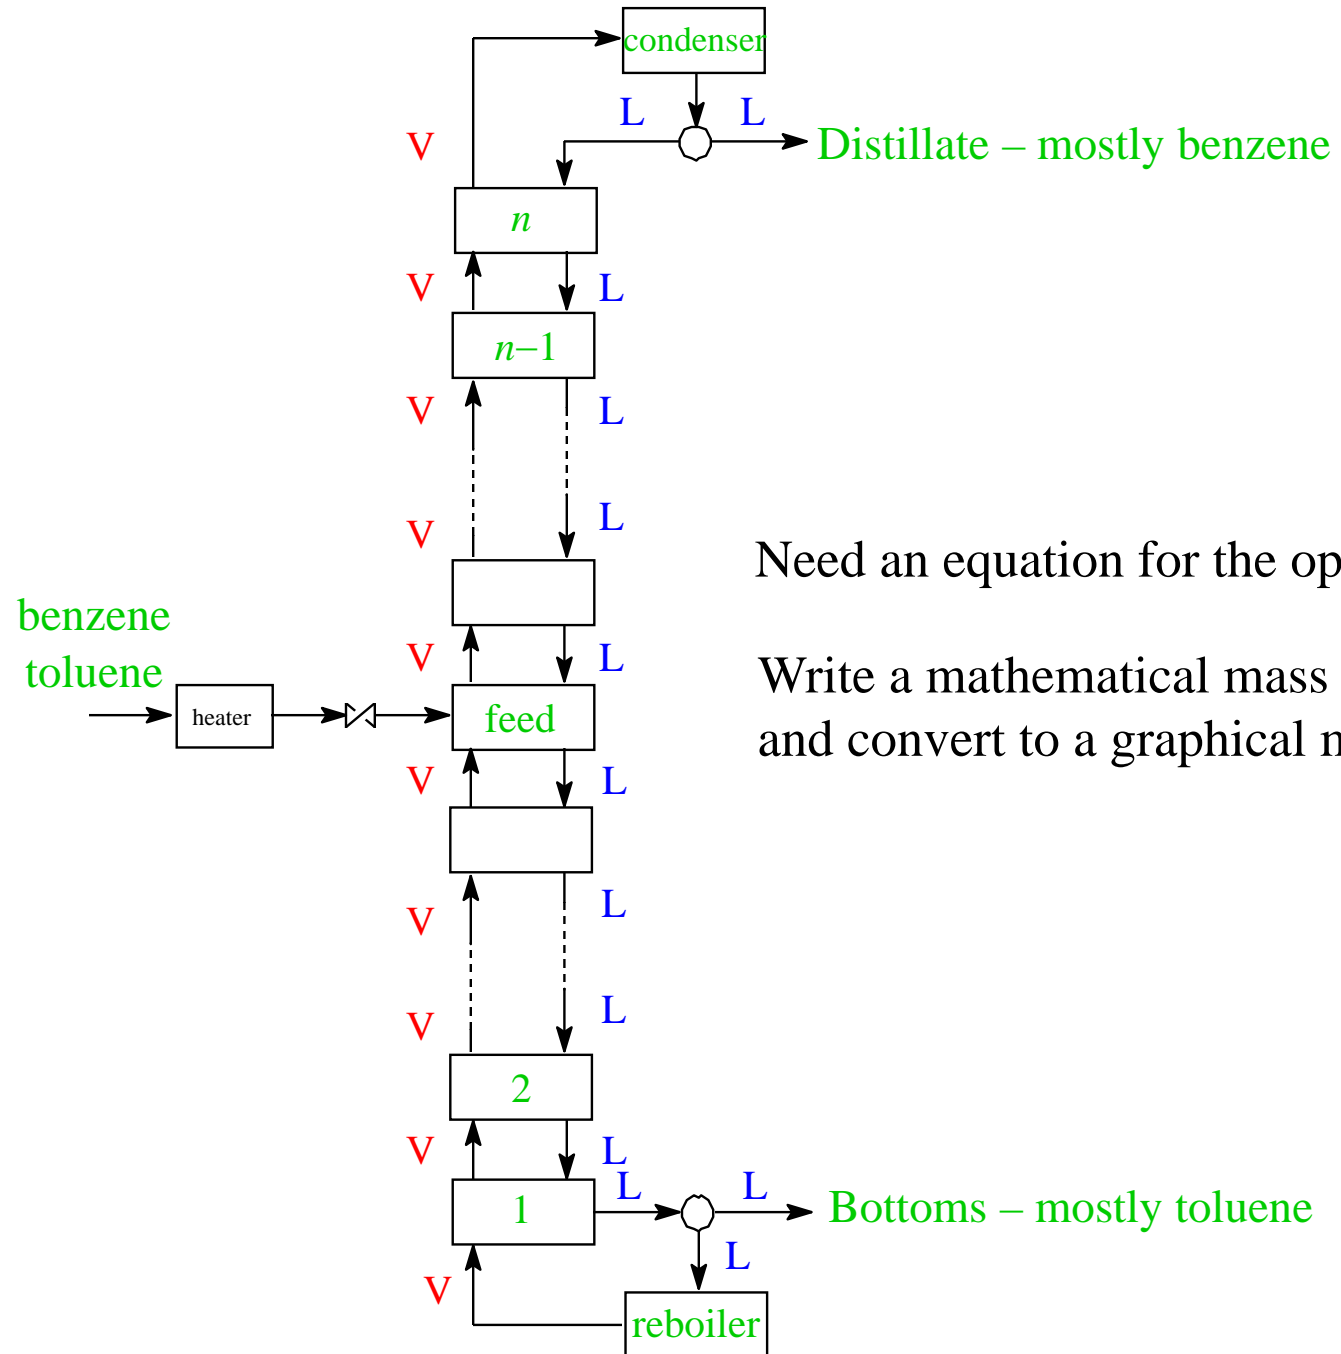 condenser
L L
V
Distillate – mostly benzene
n
V L
n–1
V L
V L
Need an equation for the op
benzene
toluene
V L
Write a mathematical mass
heater
feed
and convert to a graphical
V L
V L
V L
2
V L
L L
1
Bottoms – mostly toluene
L
V
reboiler